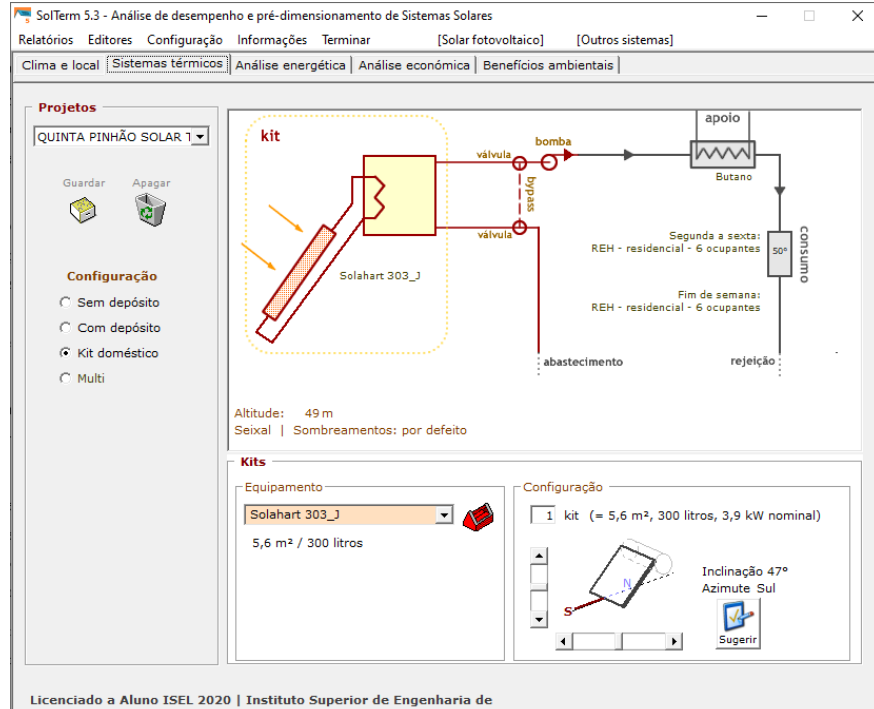 SolTerm 5.3 - Análise de desempenho e pré-dimensionamento de Sistemas Solares
Relatórios Editores Configuração Informações Terminar [Solar fotovoltaico] [Outros sistemas]
Clima e local Sistemas térmicos Análise energética Análise económica Benefícios ambientais
Projetos
QUINTA PINHÃO SOLAR T
Guardar Apagar
Configuração
Sem depósito
Com depósito
Kit doméstico
Multi
kit
Solahart 303_J
válvula
bypass
válvula
bomba
apoio
Butano
Segunda a sexta:
REH - residencial - 6 ocupantes
50°
consumo
Fim de semana:
REH - residencial - 6 ocupantes
abastecimento
rejeição
Altitude: 49 m
Seixal | Sombreamentos: por defeito
Kits
Equipamento
Solahart 303_J
5,6 m² / 300 litros
Configuração
1 kit (= 5,6 m², 300 litros, 3,9 kW nominal)
N
S
Inclinação 47°
Azimute Sul
Sugerir
Licenciado a Aluno ISEL 2020 | Instituto Superior de Engenharia de